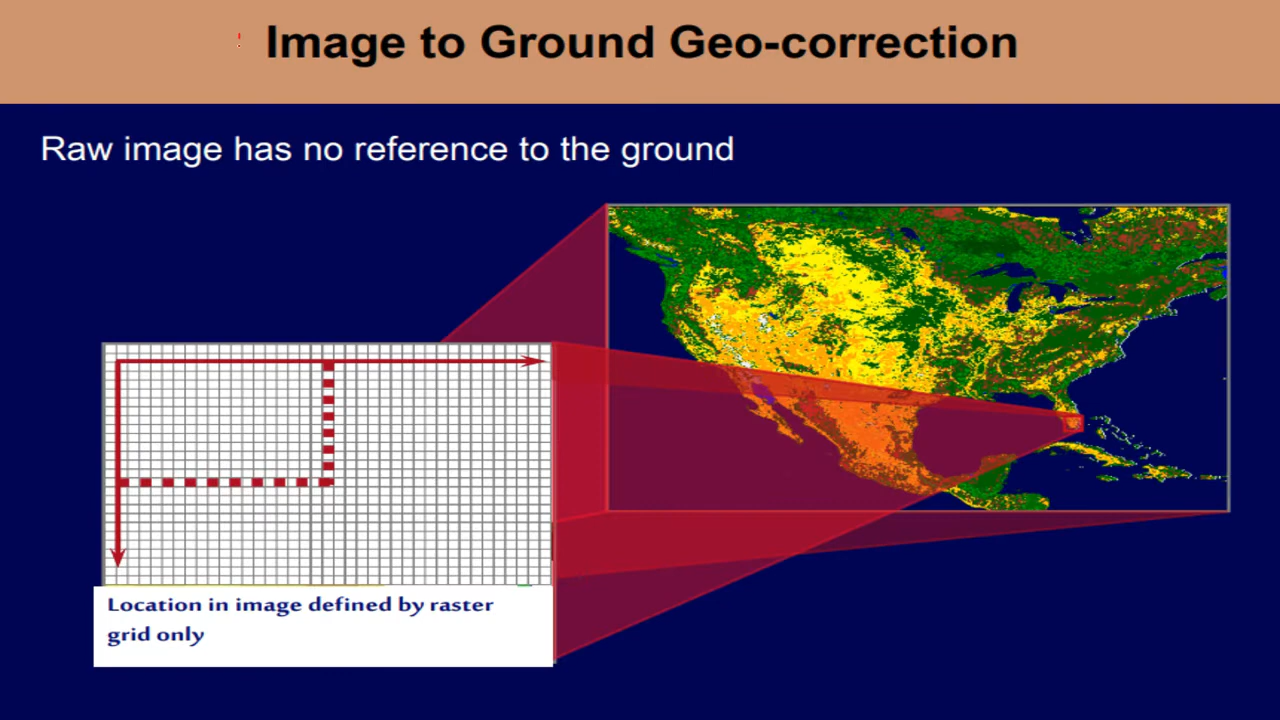 Image to Ground Geo-correction
Raw image has no reference to the ground
Location in image defined by raster
grid only